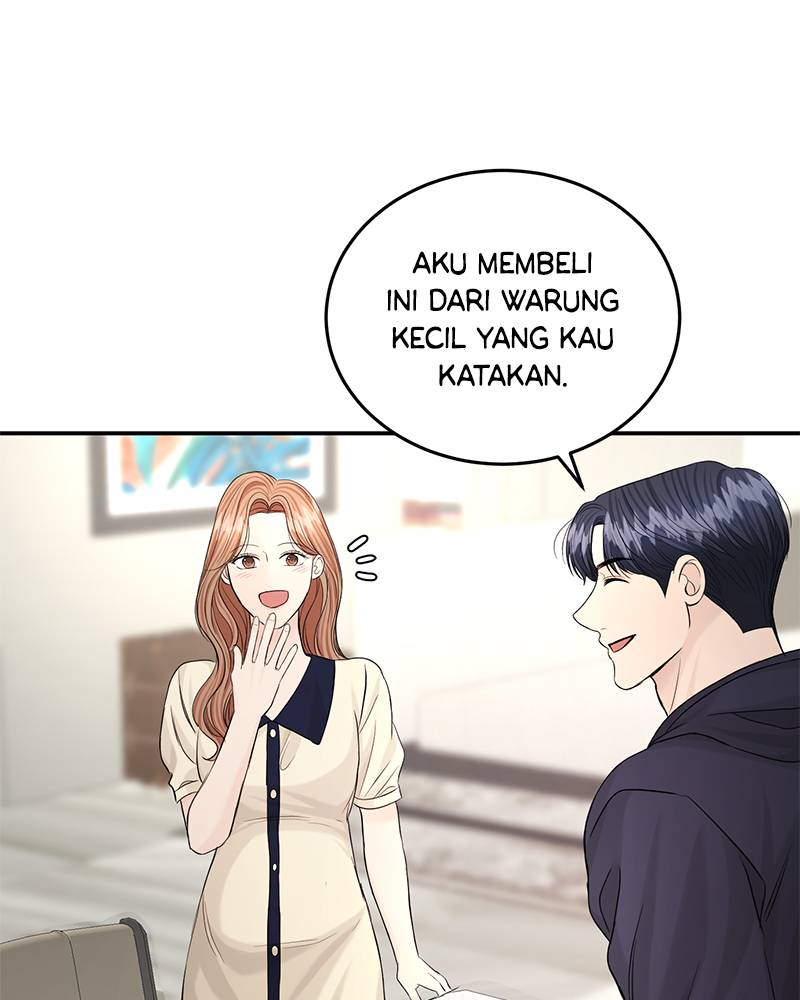 AKU MEMBELI
INI DARI WARUNG
KECIL YANG KAU
KATAKAN.